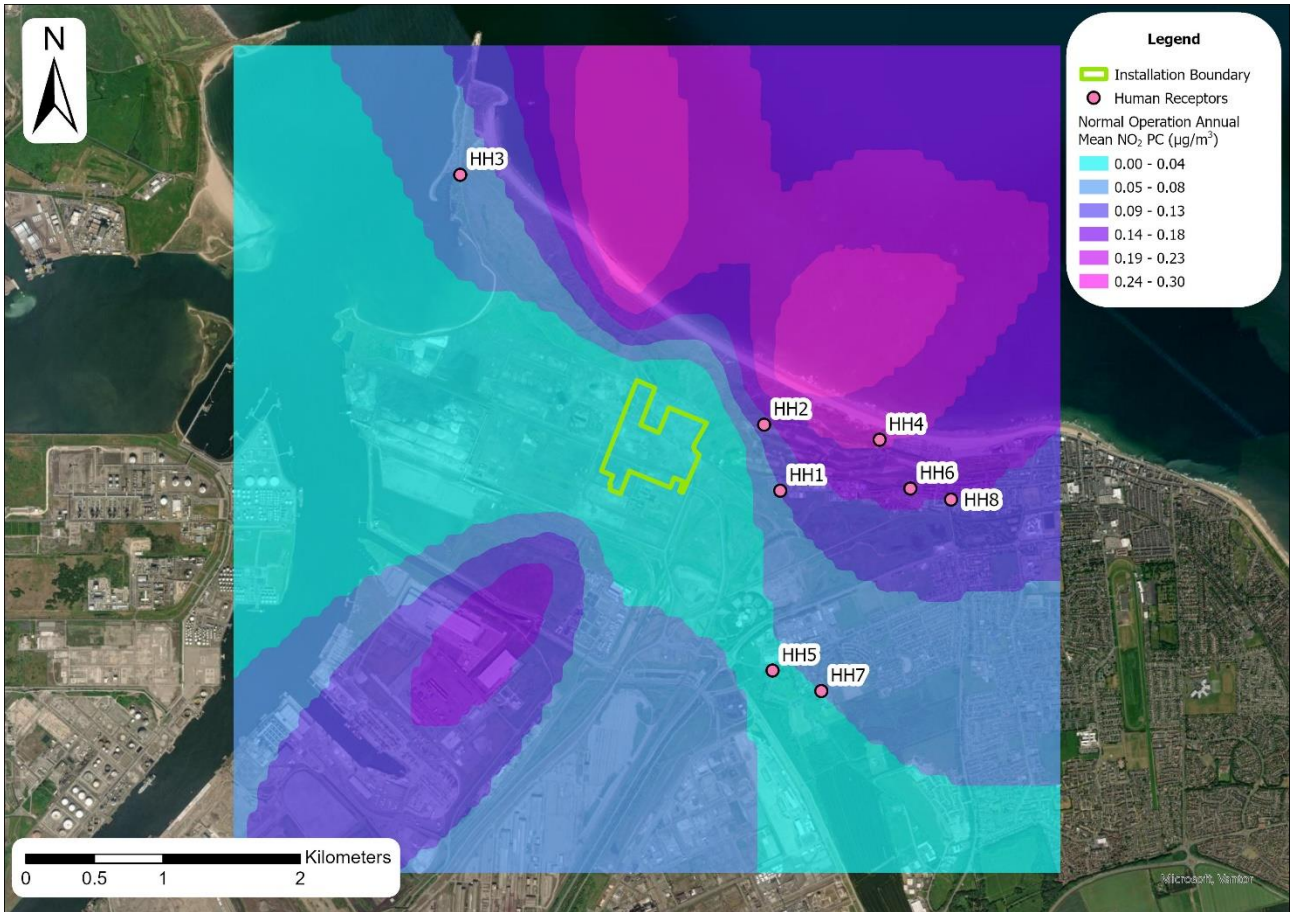 N
Legend
Installation Boundary
Human Receptors
Normal Operation Annual
Mean NO₂ PC (µg/m³)
0.00 - 0.04
0.05 - 0.08
0.09 - 0.13
0.14 - 0.18
0.19 - 0.23
0.24 - 0.30
HH3
HH2
HH4
HH1
HH6
HH8
HH5
HH7
Kilometers
0 0.5 1 2
Microsoft, Vantor